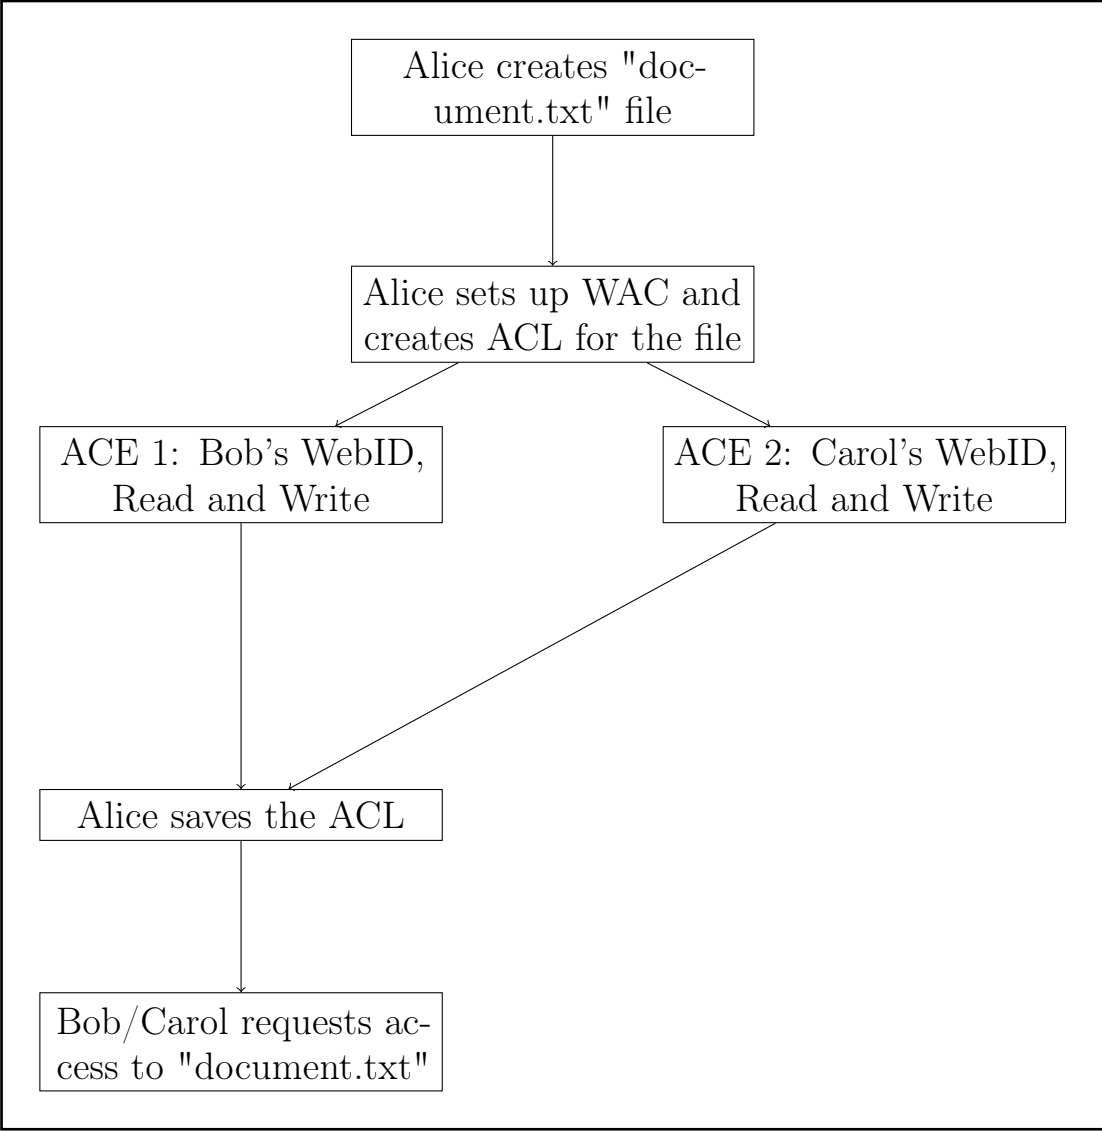 Alice creates "doc-
ument.txt" file
Alice sets up WAC and
creates ACL for the file
ACE 1: Bob's WebID,
Read and Write
ACE 2: Carol's WebID,
Read and Write
Alice saves the ACL
Bob/Carol requests ac-
cess to "document.txt"